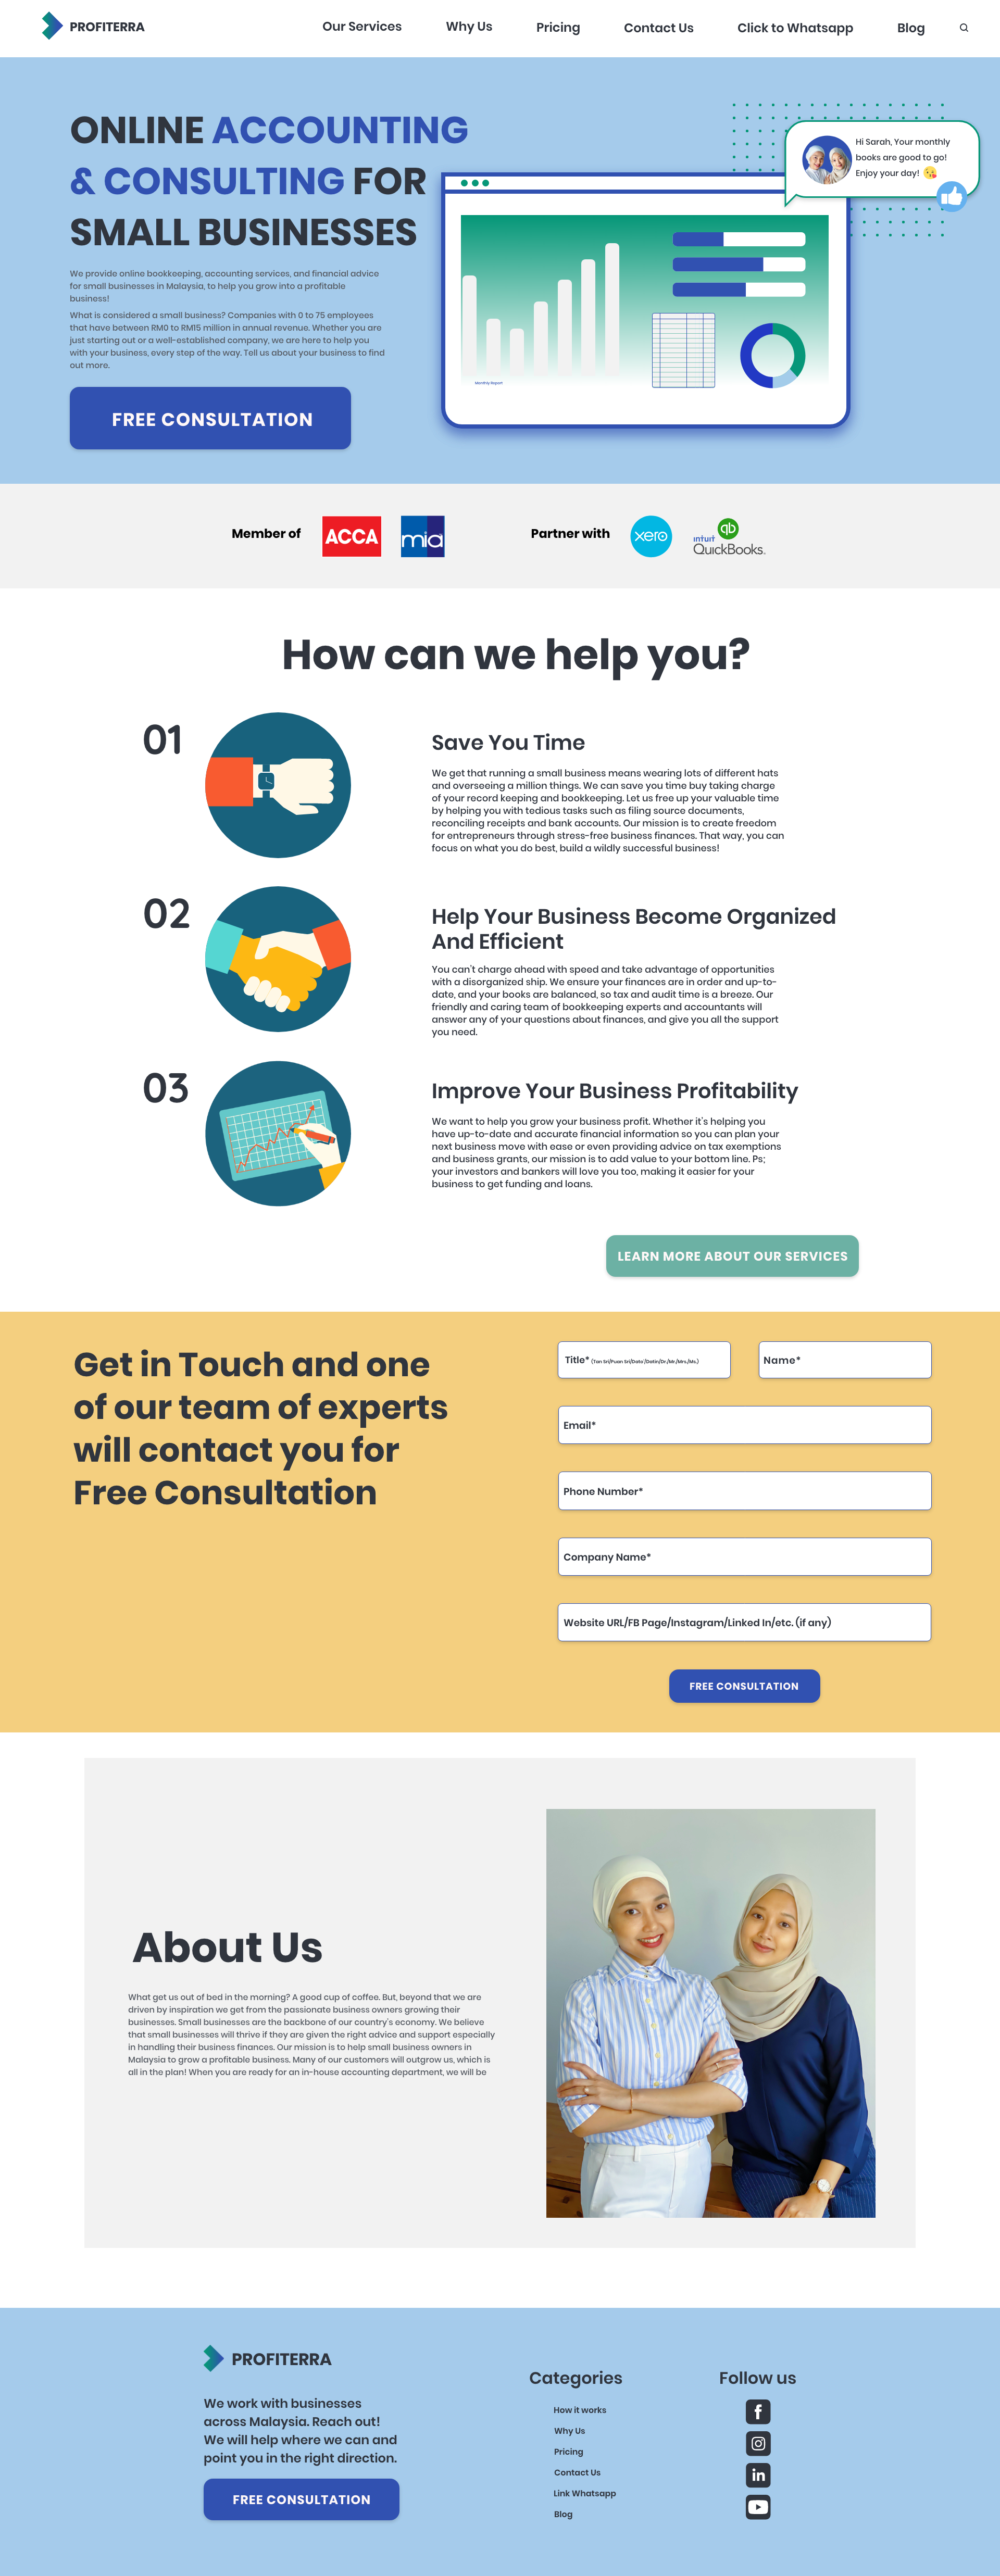 PROFITERRA
Our Services
Why Us
Pricing
Contact Us
Click to Whatsapp
Blog
ONLINE ACCOUNTING
& CONSULTING FOR
SMALL BUSINESSES
We provide online bookkeeping, accounting services, and financial advice
for small businesses in Malaysia, to help you grow into a profitable
business!
What is considered a small business? Companies with 0 to 75 employees
that have between RM0 to RM15 million in annual revenue. Whether you are
just starting out or a well-established company, we are here to help you
with your business, every step of the way. Tell us about your business to find
out more.
FREE CONSULTATION
Hi Sarah, Your monthly
books are good to go!
Enjoy your day! 😘
Monthly Report
Member of
ACCA
mia
Partner with
xero
qb
intuit
QuickBooks.
How can we help you?
01
Save You Time
We get that running a small business means wearing lots of different hats
and overseeing a million things. We can save you time buy taking charge
of your record keeping and bookkeeping. Let us free up your valuable time
by helping you with tedious tasks such as filing source documents,
reconciling receipts and bank accounts. Our mission is to create freedom
for entrepreneurs through stress-free business finances. That way, you can
focus on what you do best, build a wildly successful business!
02
Help Your Business Become Organized
And Efficient
You can't charge ahead with speed and take advantage of opportunities
with a disorganized ship. We ensure your finances are in order and up-to-
date, and your books are balanced, so tax and audit time is a breeze. Our
friendly and caring team of bookkeeping experts and accountants will
answer any of your questions about finances, and give you all the support
you need.
03
Improve Your Business Profitability
We want to help you grow your business profit. Whether it's helping you
have up-to-date and accurate financial information so you can plan your
next business move with ease or even providing advice on tax exemptions
and business grants, our mission is to add value to your bottom line. Ps;
your investors and bankers will love you too, making it easier for your
business to get funding and loans.
LEARN MORE ABOUT OUR SERVICES
Get in Touch and one
of our team of experts
will contact you for
Free Consultation
Title* (Tan Sri/Puan Sri/Dato'/Datin/Dr./Mr./Mrs./Ms.)
Name*
Email*
Phone Number*
Company Name*
Website URL/FB Page/Instagram/Linked In/etc. (if any)
FREE CONSULTATION
About Us
What get us out of bed in the morning? A good cup of coffee. But, beyond that we are
driven by inspiration we get from the passionate business owners growing their
businesses. Small businesses are the backbone of our country's economy. We believe
that small businesses will thrive if they are given the right advice and support especially
in handling their business finances. Our mission is to help small business owners in
Malaysia to grow a profitable business. Many of our customers will outgrow us, which is
all in the plan! When you are ready for an in-house accounting department, we will be
PROFITERRA
We work with businesses
across Malaysia. Reach out!
We will help where we can and
point you in the right direction.
FREE CONSULTATION
Categories
How it works
Why Us
Pricing
Contact Us
Link Whatsapp
Blog
Follow us